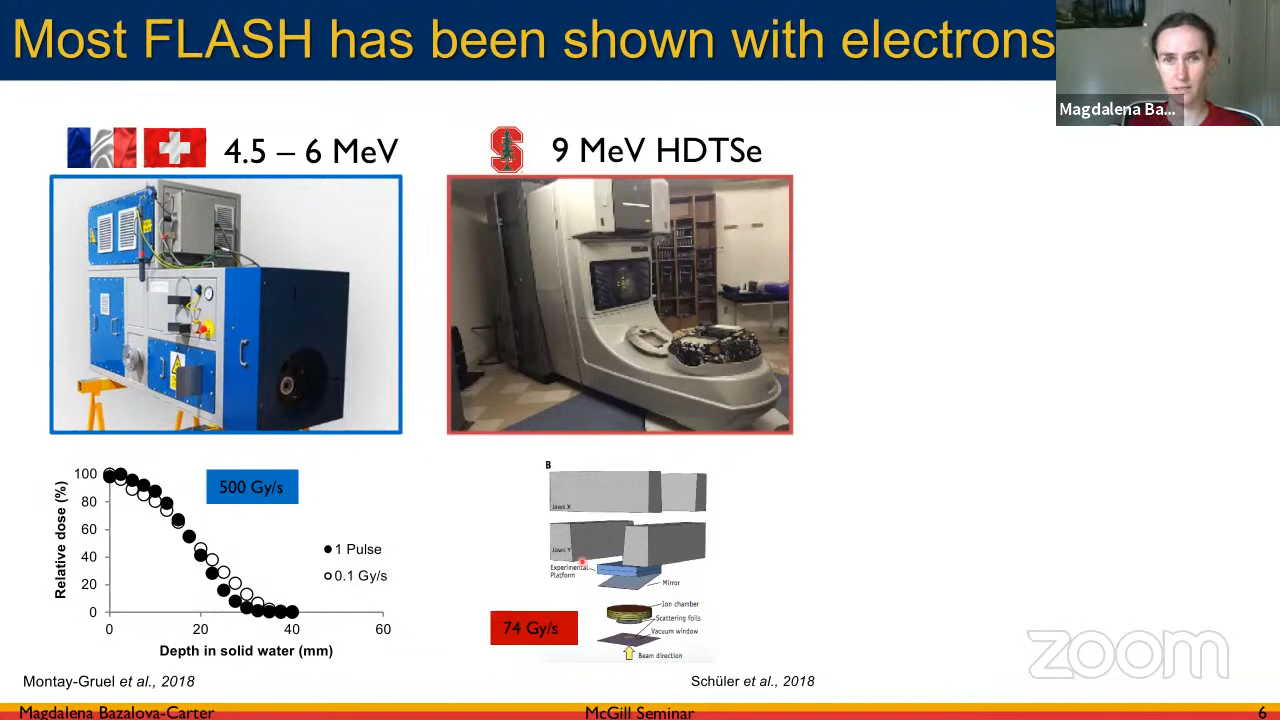 Most FLASH has been shown with electrons
Magdalena Ba...
4.5 – 6 MeV
9 MeV HDTSe
500 Gy/s
100
80
60
40
20
0
0
20
40
60
Relative dose (%)
Depth in solid water (mm)
1 Pulse
0.1 Gy/s
B
Jaws X
Jaws Y
Experimental
Platform
Mirror
Ion chamber
Scattering foils
Vacuum window
Beam direction
74 Gy/s
Montay-Gruel et al., 2018
Schüler et al., 2018
zoom
Magdalena Bazalova-Carter
McGill Seminar
6